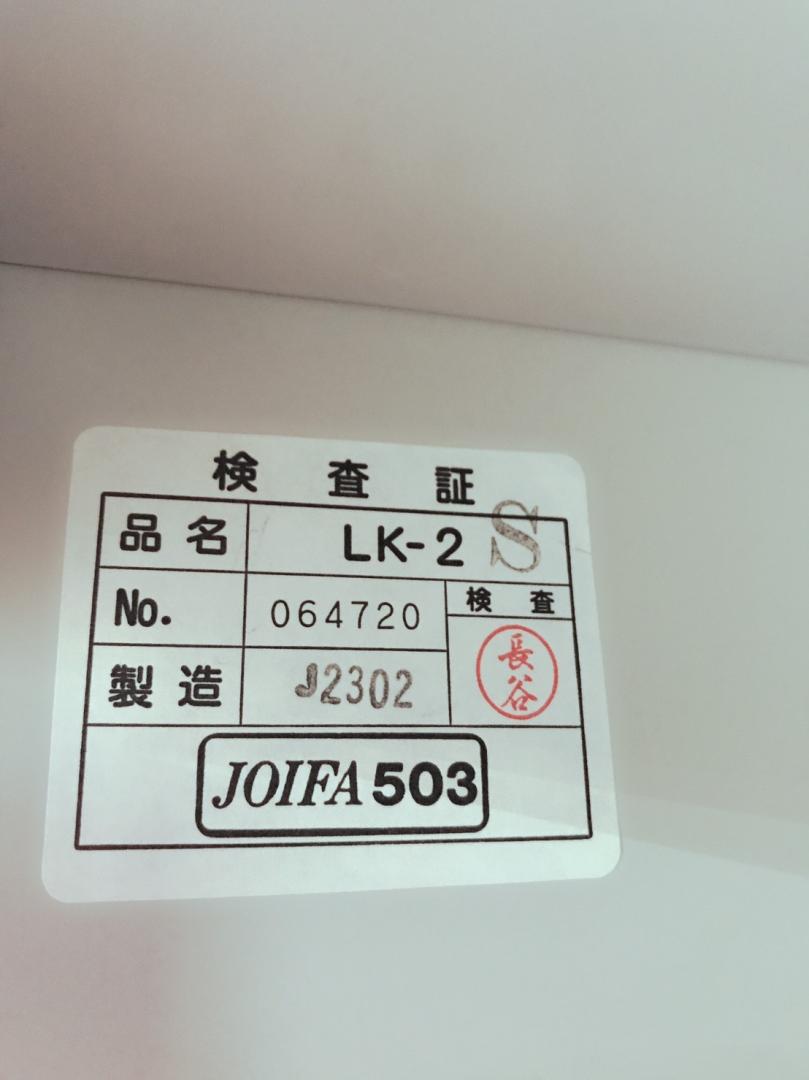 検 査 証
品 名 LK-2 S
No. 064720 検 査
長谷
製 造 J2302
JOIFA 503